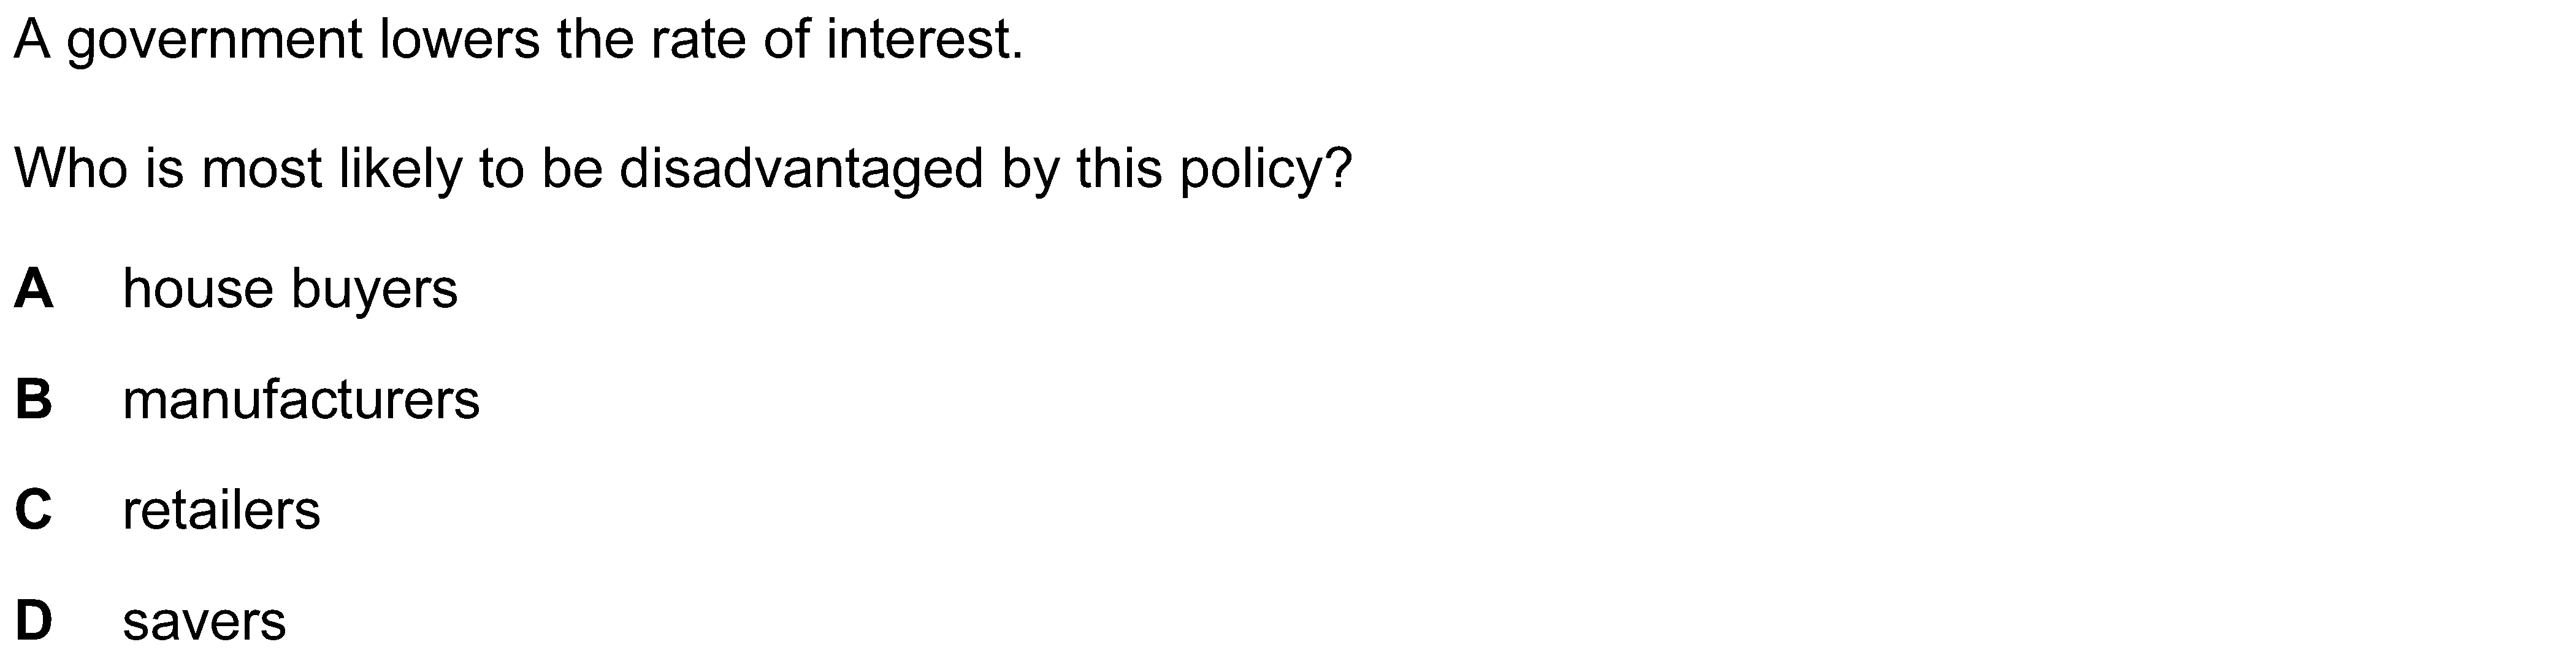 A government lowers the rate of interest.
Who is most likely to be disadvantaged by this policy?
A house buyers
B manufacturers
C retailers
D savers